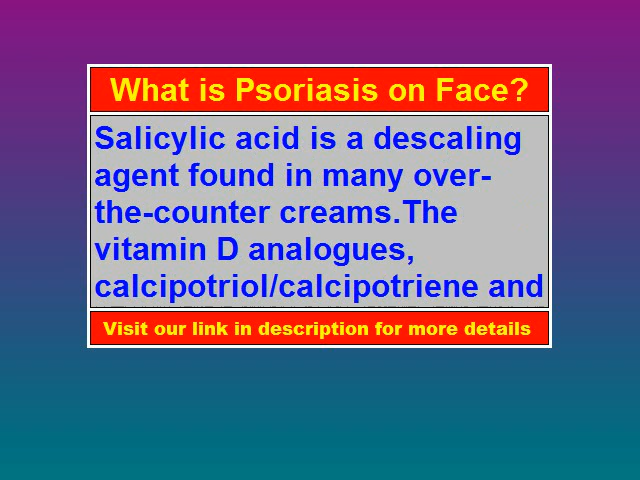 What is Psoriasis on Face?
Salicylic acid is a descaling
agent found in many over-
the-counter creams.The
vitamin D analogues,
calcipotriol/calcipotriene and
Visit our link in description for more details